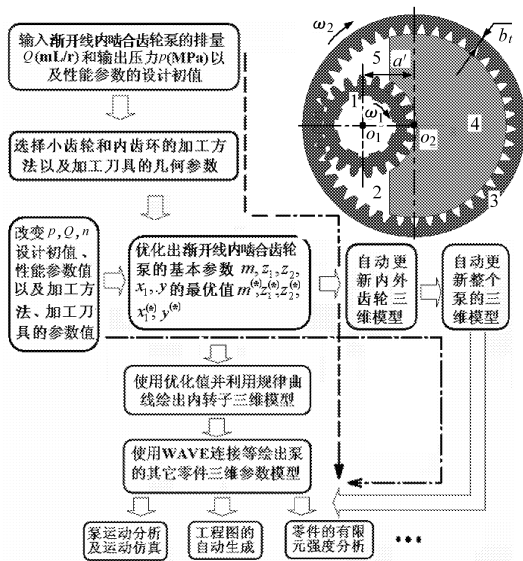 输入渐开线内啮合齿轮泵的排量
Q(mL/r)和输出压力p(MPa)以
及性能参数的设计初值
选择小齿轮和内齿环的加工方
法以及加工刀具的几何参数
改变 p,Q,n
设计初值、
性能参数值
以及加工方
法、加工刀
具的参数值
优化出渐开线内啮合齿轮
泵的基本参数 m,z₁,z₂,
x₁,y 的最优值 m⁽*⁾,z₁⁽*⁾,z₂⁽*⁾,
x₁⁽*⁾,y⁽*⁾
自动更
新内外
齿轮三
维模型
自动更
新整个
泵的三
维模型
使用优化值并利用规律曲
线绘出内转子三维模型
使用WAVE连接等绘出泵
的其它零件三维参数模型
泵运动分析
及运动仿真
工程图的
自动生成
零件的有限
元强度分析
•••
ω₂
5
a′
bₜ
1
ω₁
4
o₁
o₂
2
3